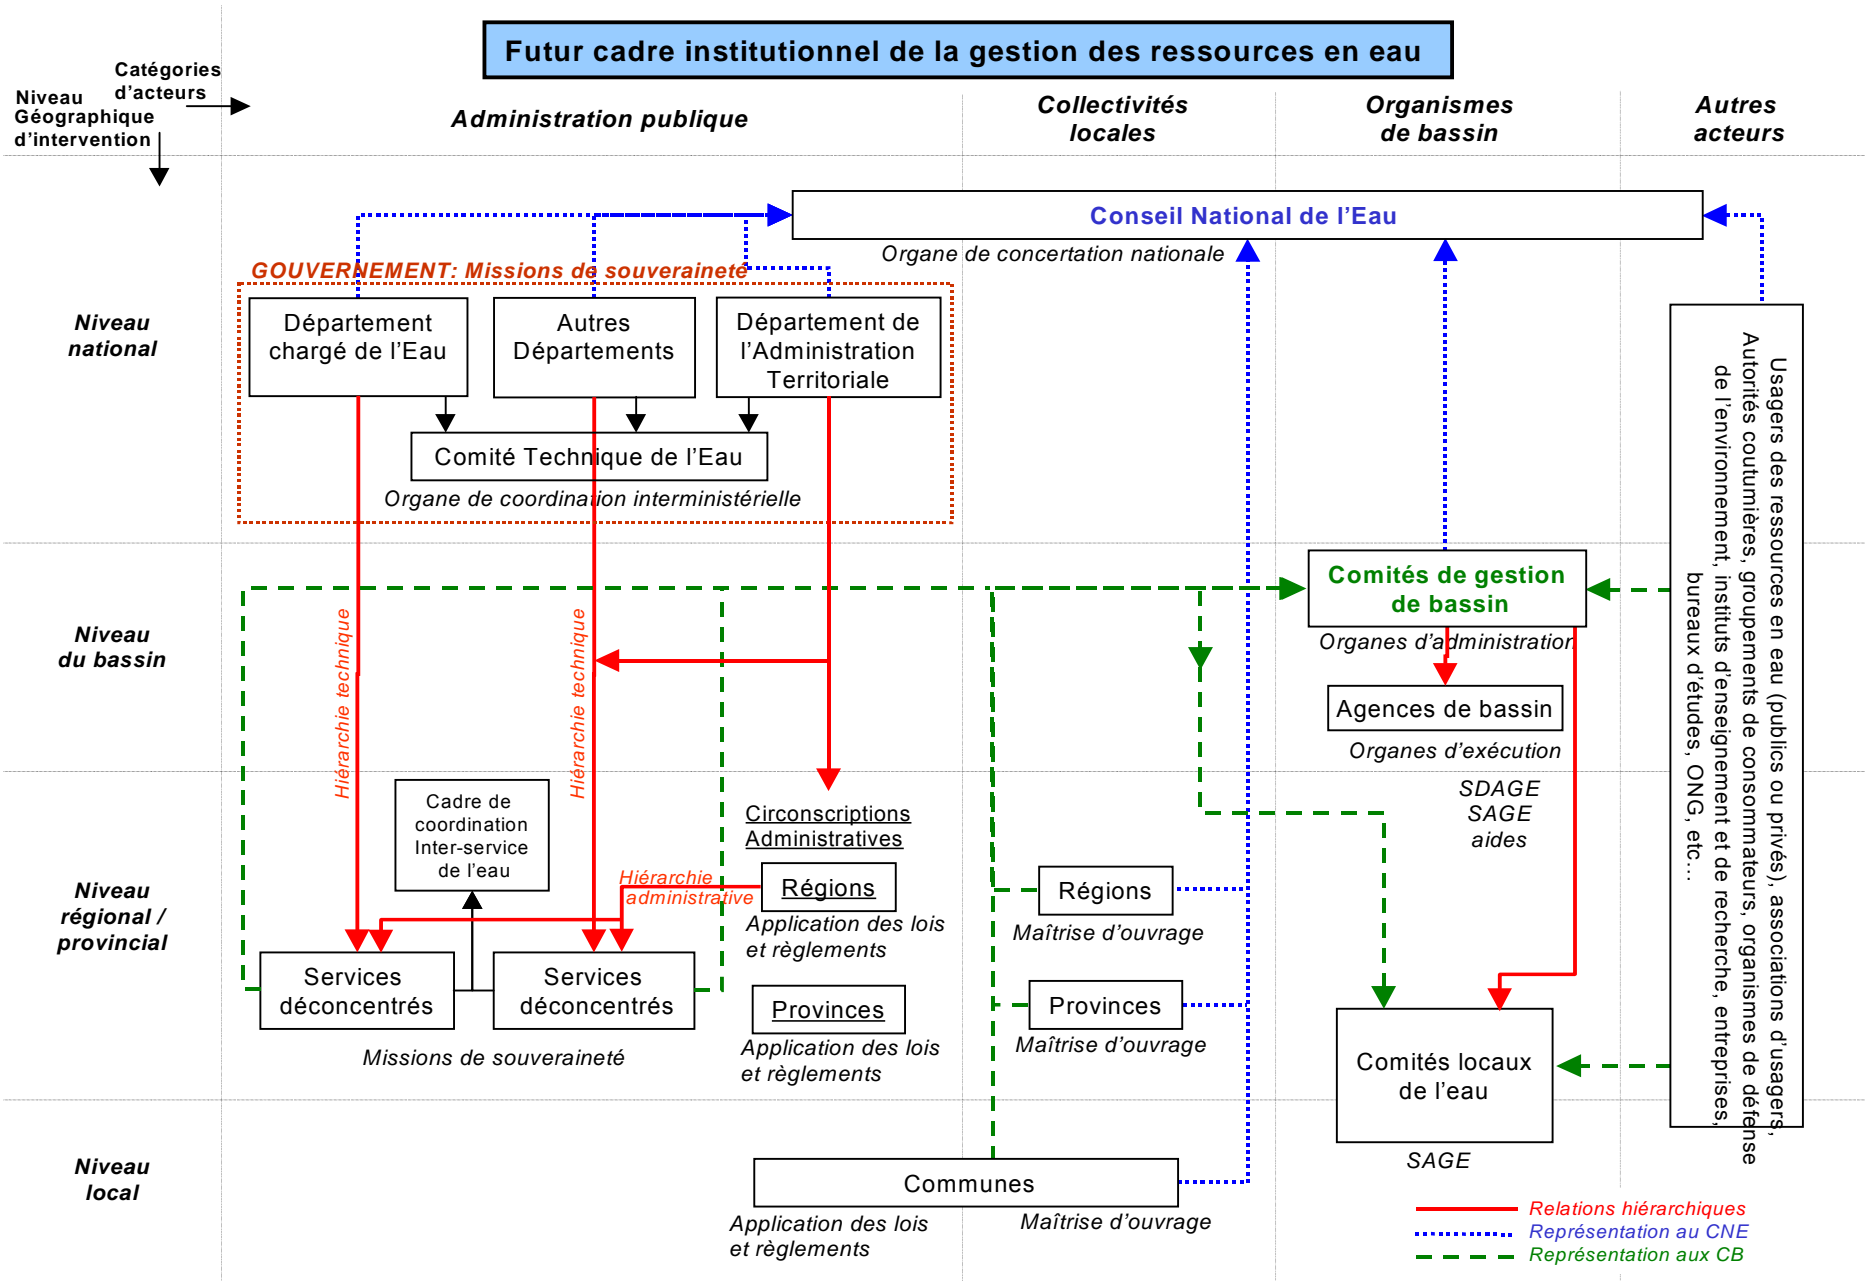 Futur cadre institutionnel de la gestion des ressources en eau
Catégories
d'acteurs
Niveau
Géographique
d'intervention
Administration publique
Collectivités
locales
Organismes
de bassin
Autres
acteurs
Conseil National de l'Eau
Organe de concertation nationale
GOUVERNEMENT: Missions de souveraineté
Niveau
national
Département
chargé de l'Eau
Autres
Départements
Département de
l'Administration
Territoriale
Comité Technique de l'Eau
Organe de coordination interministérielle
Usagers des ressources en eau (publics ou privés), associations d'usagers,
Autorités coutumières, groupements de consommateurs, organismes de défense
de l'environnement, instituts d'enseignement et de recherche, entreprises,
bureaux d'études, ONG, etc...
Niveau
du bassin
Hiérarchie technique
Hiérarchie technique
Comités de gestion
de bassin
Organes d'administration
Agences de bassin
Organes d'exécution
SDAGE
SAGE
aides
Niveau
régional /
provincial
Cadre de
coordination
Inter-service
de l'eau
Circonscriptions
Administratives
Hiérarchie
administrative
Régions
Application des lois
et règlements
Régions
Maîtrise d'ouvrage
Services
déconcentrés
Services
déconcentrés
Missions de souveraineté
Provinces
Application des lois
et règlements
Provinces
Maîtrise d'ouvrage
Comités locaux
de l'eau
SAGE
Niveau
local
Communes
Application des lois
et règlements
Maîtrise d'ouvrage
Relations hiérarchiques
Représentation au CNE
Représentation aux CB